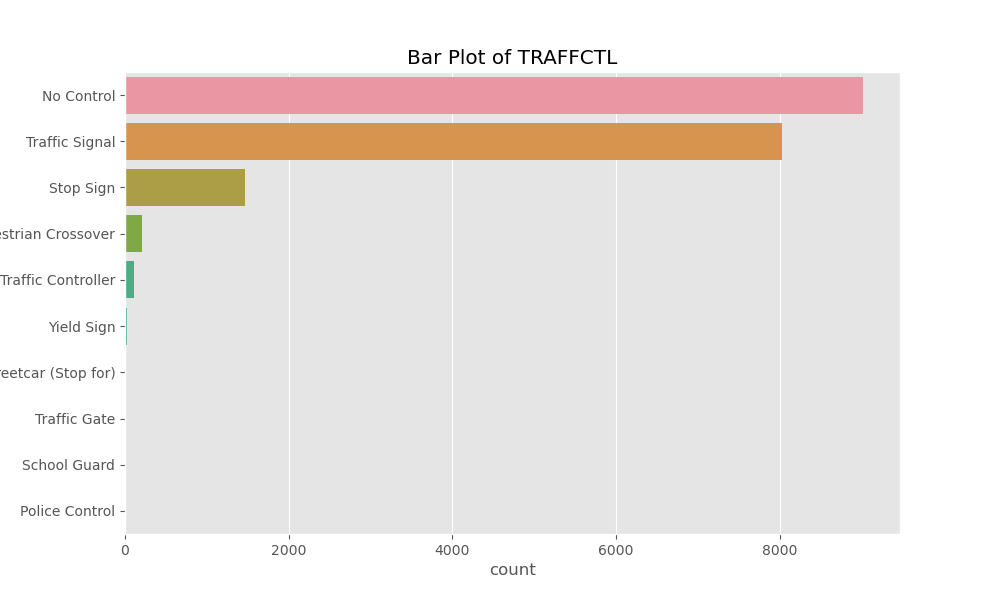 Bar Plot of TRAFFCTL
No Control
Traffic Signal
Stop Sign
estrian Crossover
Traffic Controller
Yield Sign
reetcar (Stop for)
Traffic Gate
School Guard
Police Control
0 2000 4000 6000 8000
count